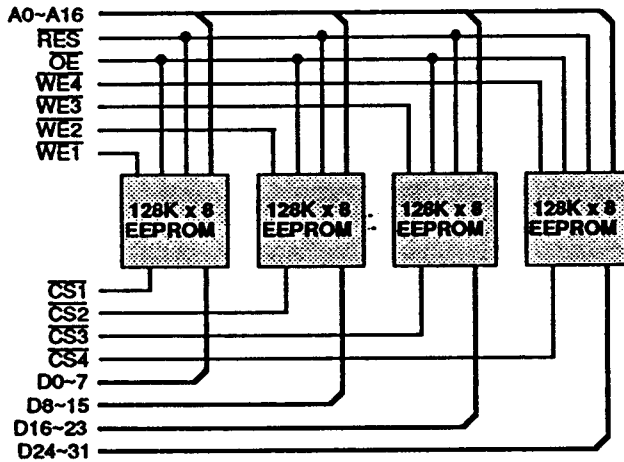 A0~A16
RES
OE
WE4
WE3
WE2
WE1
128K x 8
EEPROM
128K x 8
EEPROM
128K x 8
EEPROM
128K x 8
EEPROM
CS1
CS2
CS3
CS4
D0~7
D8~15
D16~23
D24~31